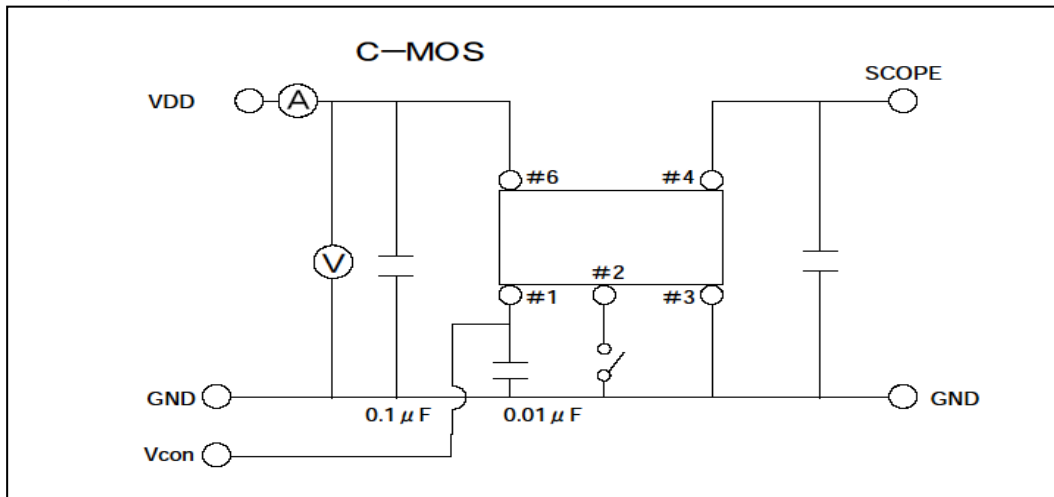 C-MOS
SCOPE
VDD
A
#6
#4
V
#2
#1
#3
GND
0.1μF
0.01μF
GND
Vcon